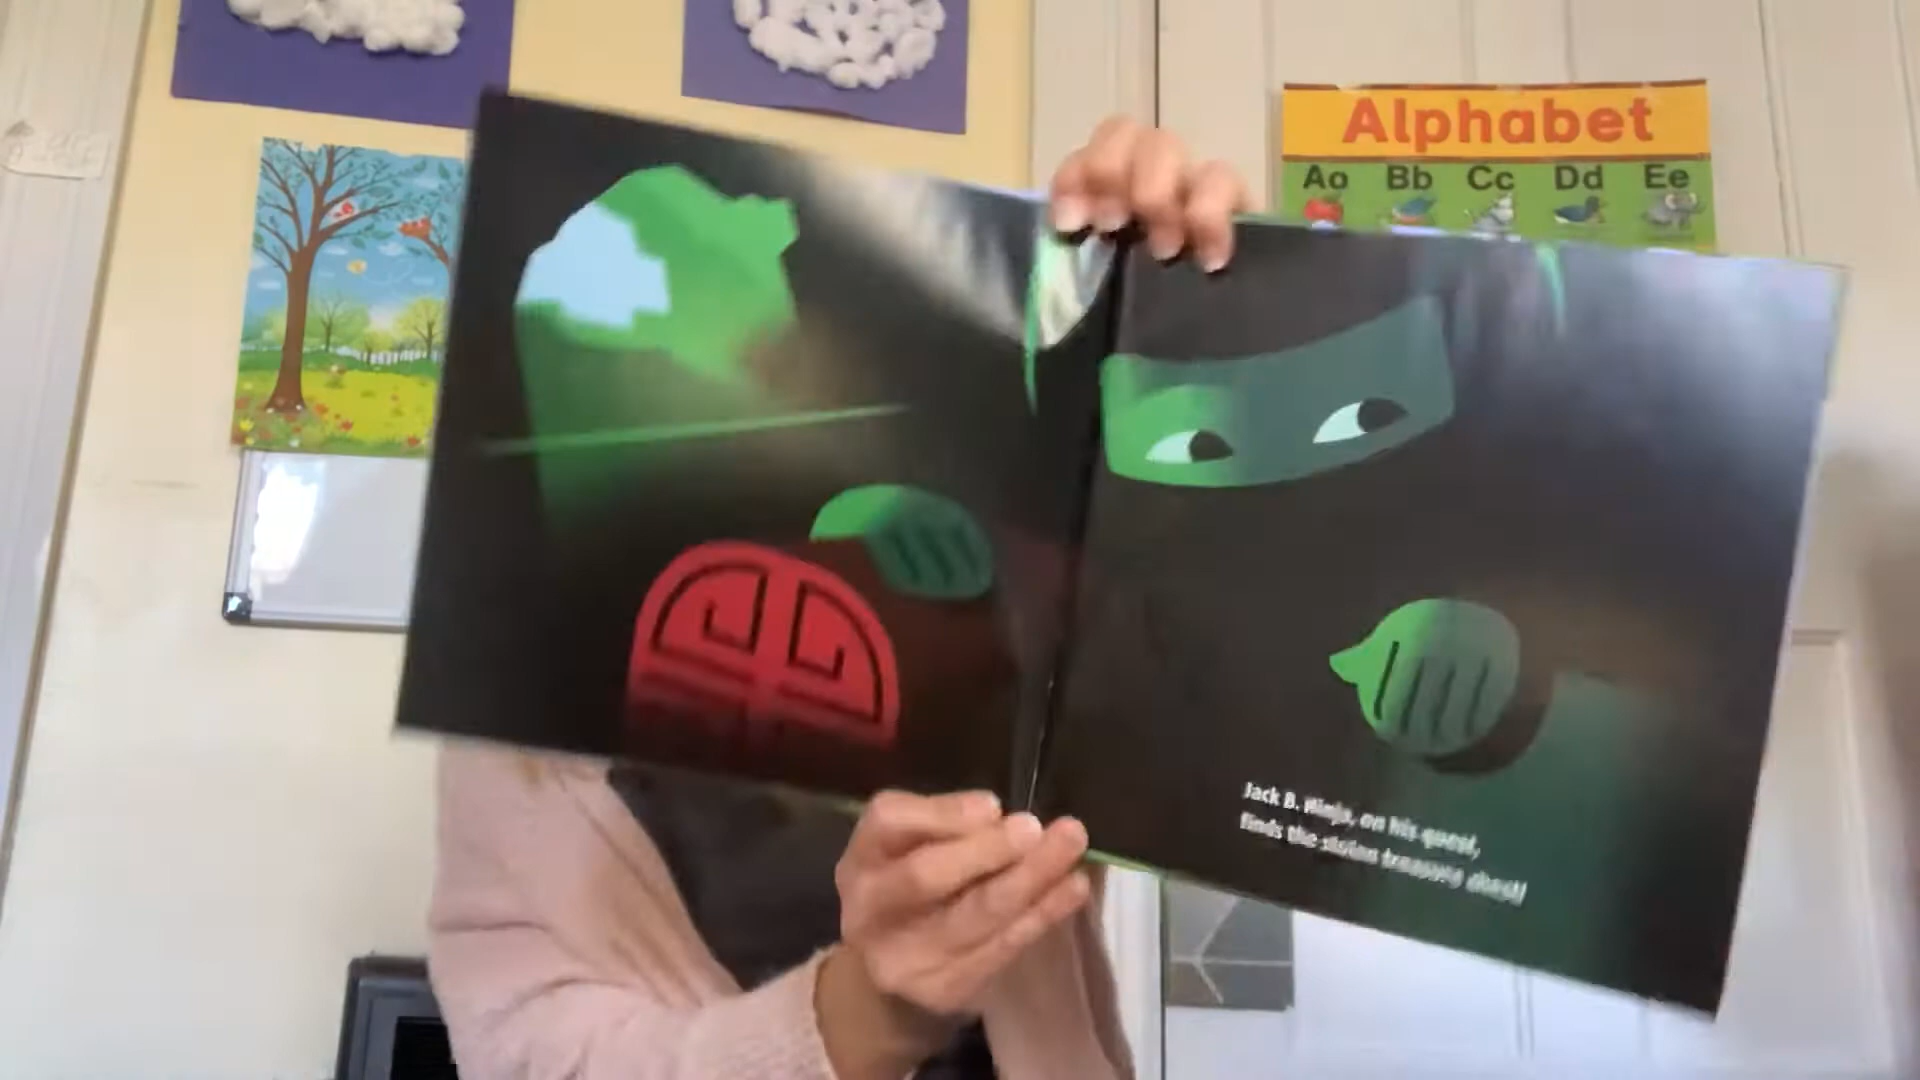 Alphabet
Aa Bb Cc Dd Ee
Jack B. Ninja, on his quest,
finds the stolen treasure chest!